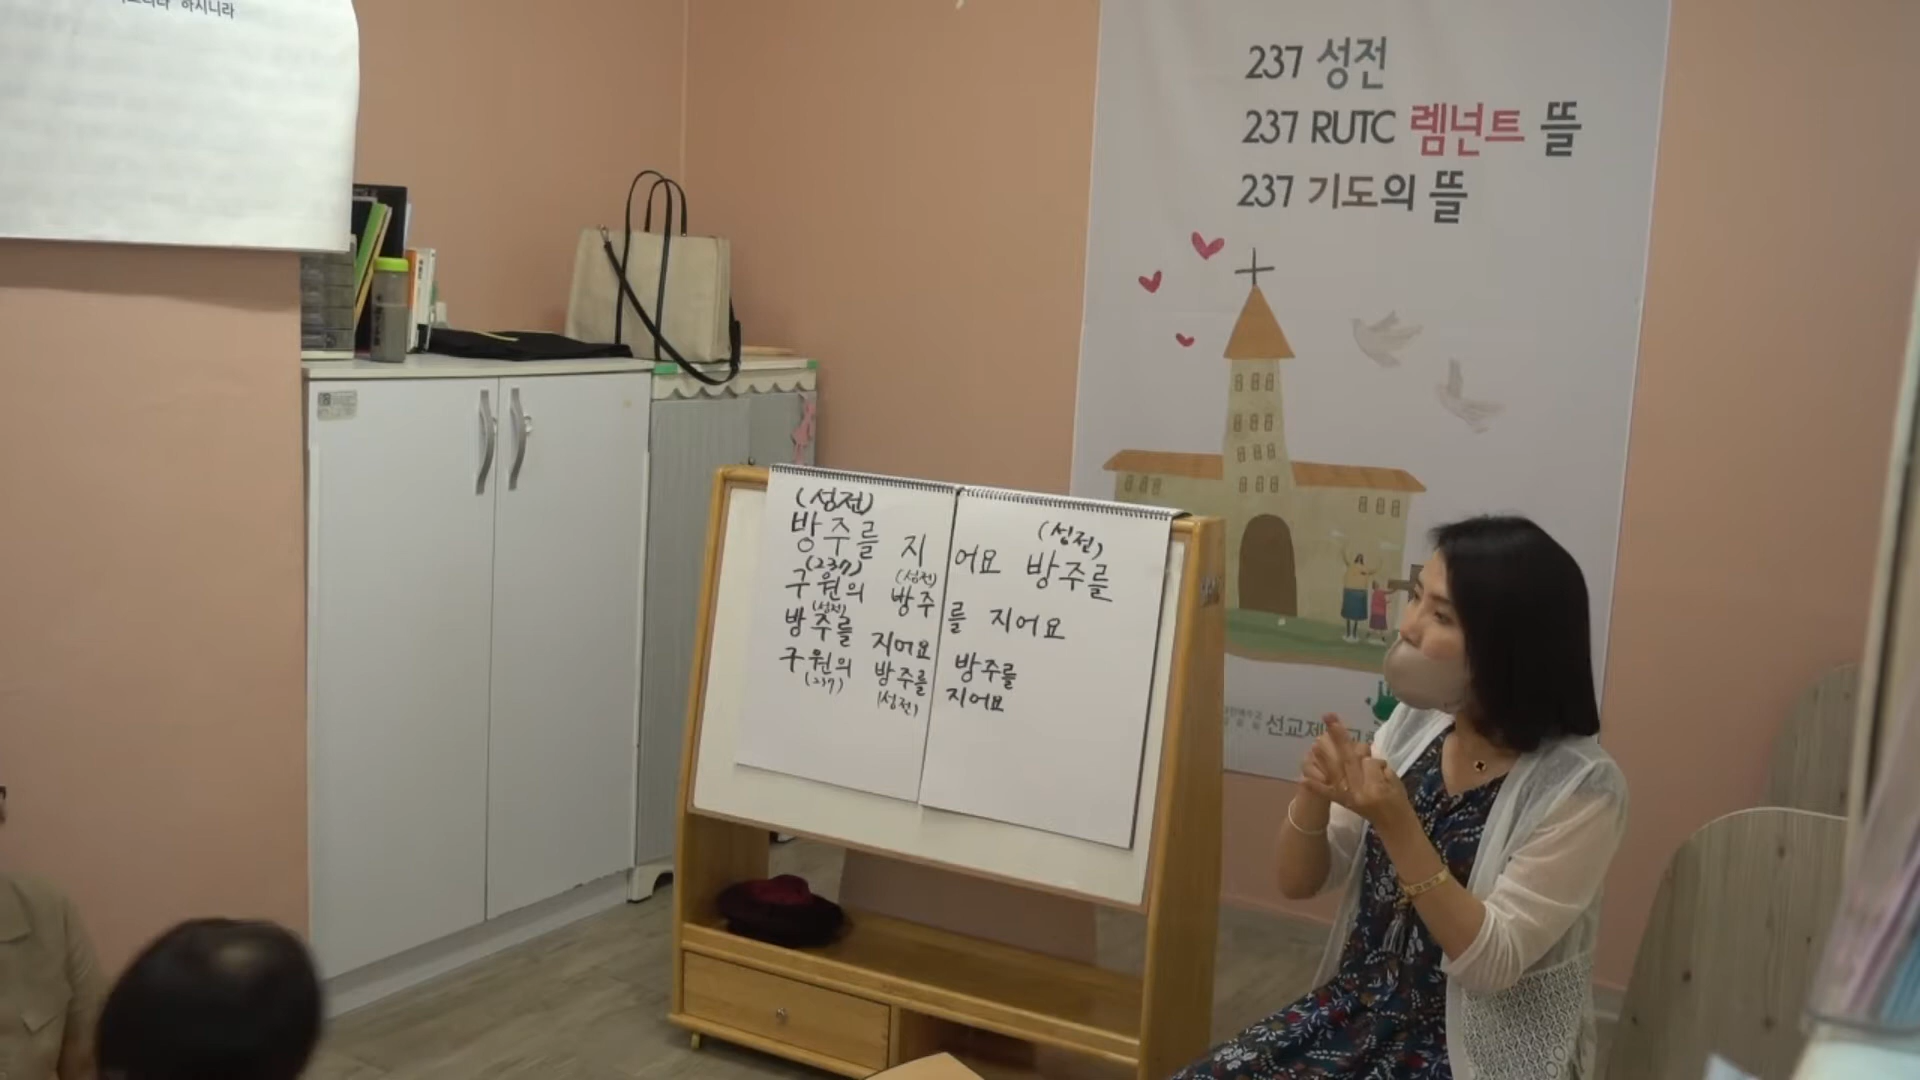 하시니라
237 성전
237 RUTC 렘넌트 뜰
237 기도의 뜰
(성전) (성전)
방주를 지어요 방주를
(237) (성전)
구원의 방주를 지어요
(성전)
방주를 지어요 방주를
구원의 방주를 지어요
(237) (성전)
선교제